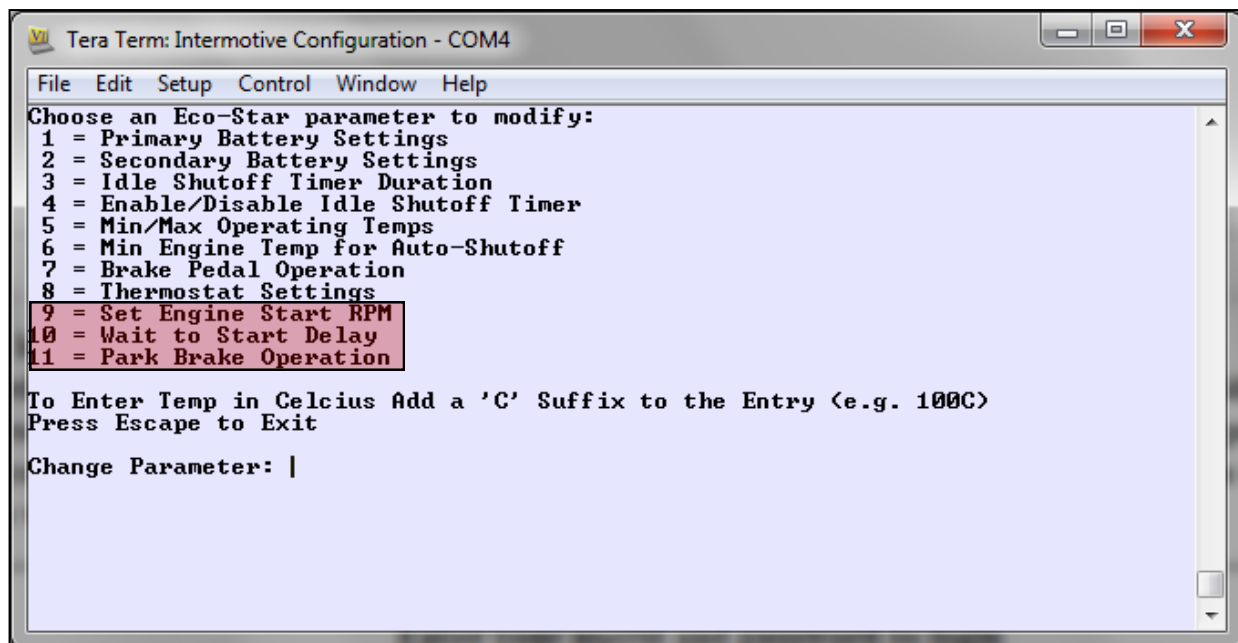 Tera Term: Intermotive Configuration - COM4
File Edit Setup Control Window Help
Choose an Eco-Star parameter to modify:
1 = Primary Battery Settings
2 = Secondary Battery Settings
3 = Idle Shutoff Timer Duration
4 = Enable/Disable Idle Shutoff Timer
5 = Min/Max Operating Temps
6 = Min Engine Temp for Auto-Shutoff
7 = Brake Pedal Operation
8 = Thermostat Settings
9 = Set Engine Start RPM
10 = Wait to Start Delay
11 = Park Brake Operation
To Enter Temp in Celcius Add a 'C' Suffix to the Entry (e.g. 100C)
Press Escape to Exit
Change Parameter: